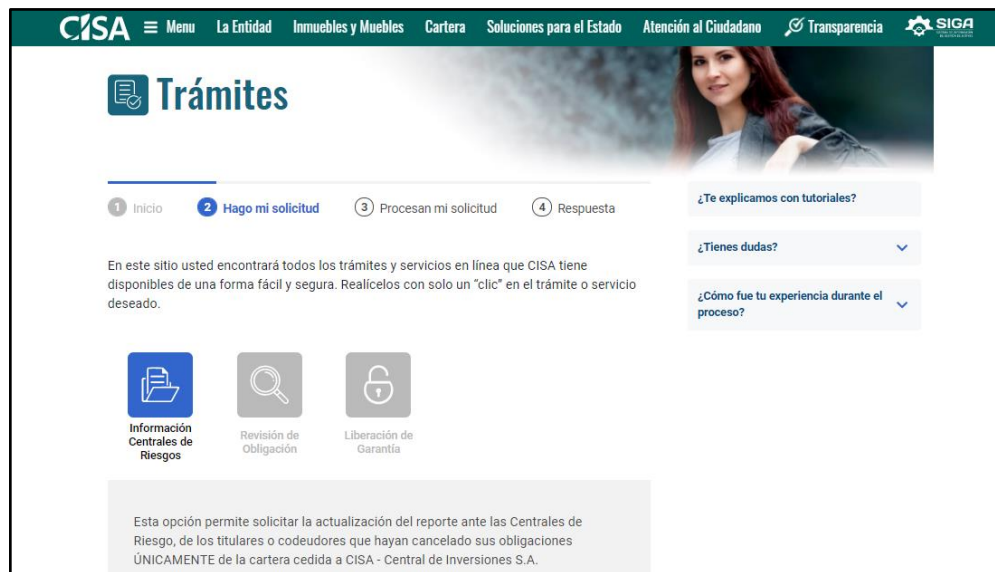 CISA Menu La Entidad Inmuebles y Muebles Cartera Soluciones para el Estado Atención al Ciudadano Transparencia SIGA
Trámites
1 Inicio 2 Hago mi solicitud 3 Procesan mi solicitud 4 Respuesta
En este sitio usted encontrará todos los trámites y servicios en línea que CISA tiene
disponibles de una forma fácil y segura. Realícelos con solo un “clic” en el trámite o servicio
deseado.
¿Te explicamos con tutoriales?
¿Tienes dudas?
¿Cómo fue tu experiencia durante el
proceso?
Información
Centrales de
Riesgos
Revisión de
Obligación
Liberación de
Garantía
Esta opción permite solicitar la actualización del reporte ante las Centrales de
Riesgo, de los titulares o codeudores que hayan cancelado sus obligaciones
ÚNICAMENTE de la cartera cedida a CISA - Central de Inversiones S.A.